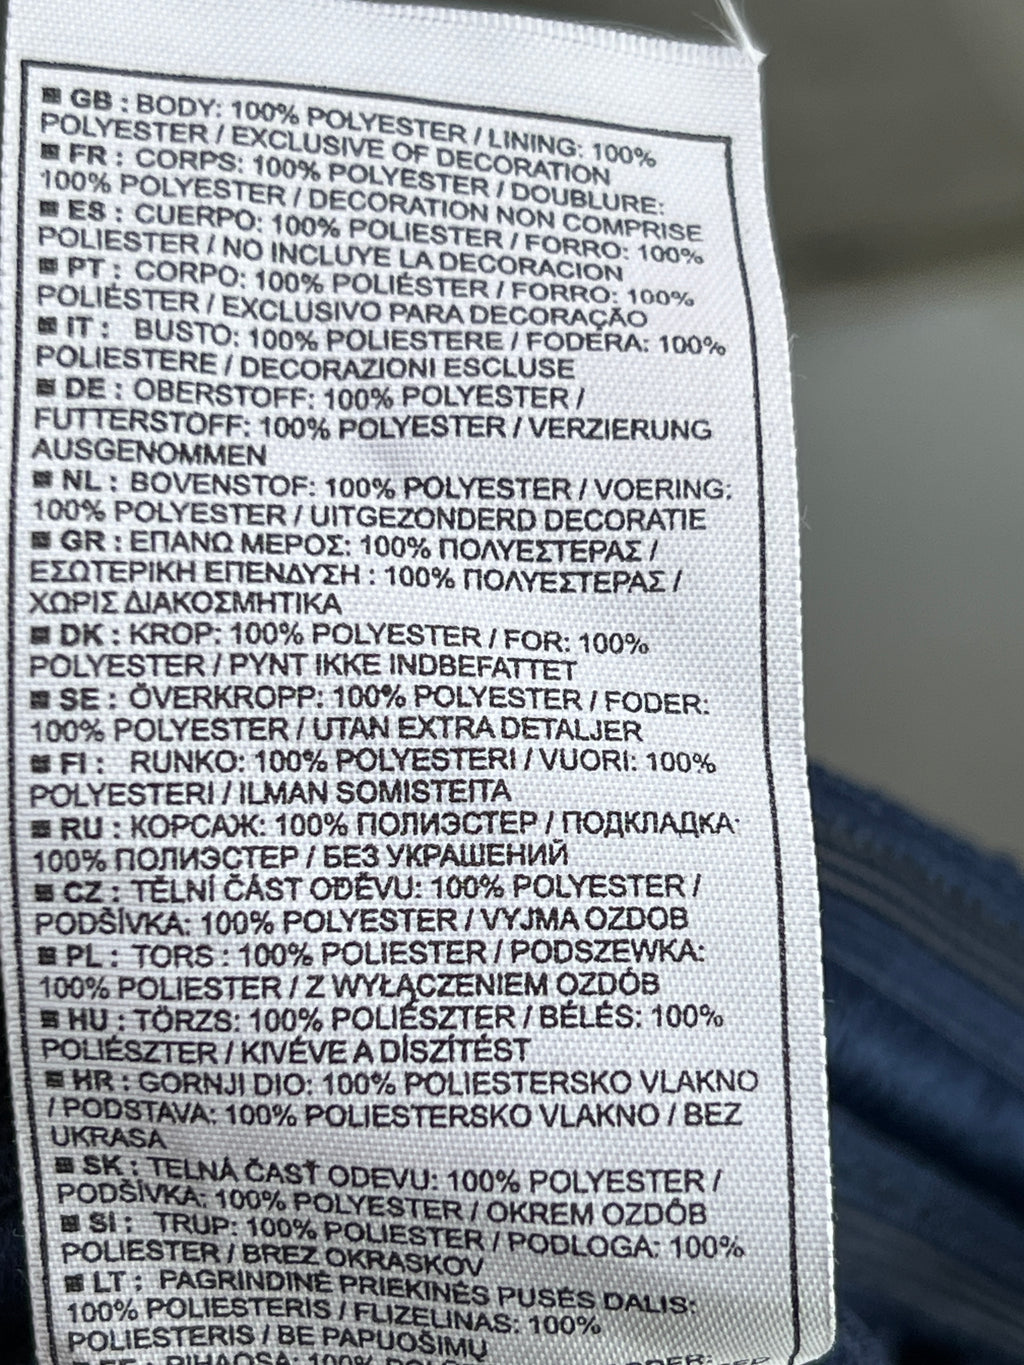 GB : BODY: 100% POLYESTER / LINING: 100%
POLYESTER / EXCLUSIVE OF DECORATION
FR : CORPS: 100% POLYESTER / DOUBLURE:
100% POLYESTER / DECORATION NON COMPRISE
ES : CUERPO: 100% POLIESTER / FORRO: 100%
POLIESTER / NO INCLUYE LA DECORACION
PT : CORPO: 100% POLIÉSTER / FORRO: 100%
POLIÉSTER / EXCLUSIVO PARA DECORAÇÃO
IT : BUSTO: 100% POLIESTERE / FODERA: 100%
POLIESTERE / DECORAZIONI ESCLUSE
DE : OBERSTOFF: 100% POLYESTER /
FUTTERSTOFF: 100% POLYESTER / VERZIERUNG
AUSGENOMMEN
NL : BOVENSTOF: 100% POLYESTER / VOERING:
100% POLYESTER / UITGEZONDERD DECORATIE
GR : ΕΠΑΝΩ ΜΕΡΟΣ: 100% ΠΟΛΥΕΣΤΕΡΑΣ /
ΕΣΩΤΕΡΙΚΗ ΕΠΕΝΔΥΣΗ : 100% ΠΟΛΥΕΣΤΕΡΑΣ /
ΧΩΡΙΣ ΔΙΑΚΟΣΜΗΤΙΚΑ
DK : KROP: 100% POLYESTER / FOR: 100%
POLYESTER / PYNT IKKE INDBEFATTET
SE : ÖVERKROPP: 100% POLYESTER / FODER:
100% POLYESTER / UTAN EXTRA DETALJER
FI : RUNKO: 100% POLYESTERI / VUORI: 100%
POLYESTERI / ILMAN SOMISTEITA
RU : КОРСАЖ: 100% ПОЛИЭСТЕР / ПОДКЛАДКА:
100% ПОЛИЭСТЕР / БЕЗ УКРАШЕНИЙ
CZ : TĚLNÍ ČÁST ODĚVU: 100% POLYESTER /
PODŠÍVKA: 100% POLYESTER / VYJMA OZDOB
PL : TORS : 100% POLIESTER / PODSZEWKA:
100% POLIESTER / Z WYŁĄCZENIEM OZDÓB
HU : TÖRZS: 100% POLIÉSZTER / BÉLÉS: 100%
POLIÉSZTER / KIVÉVE A DÍSZÍTÉST
HR : GORNJI DIO: 100% POLIESTERSKO VLAKNO
/ PODSTAVA: 100% POLIESTERSKO VLAKNO / BEZ
UKRASA
SK : TELNÁ ČASŤ ODEVU: 100% POLYESTER /
PODŠÍVKA: 100% POLYESTER / OKREM OZDÔB
SI : TRUP: 100% POLIESTER / PODLOGA: 100%
POLIESTER / BREZ OKRASKOV
LT : PAGRINDINĖ PRIEKINĖS PUSĖS DALIS:
100% POLIESTERIS / FLIZELINAS: 100%
POLIESTERIS / BE PAPUOŠIMŲ
PIHAOSA: 100%